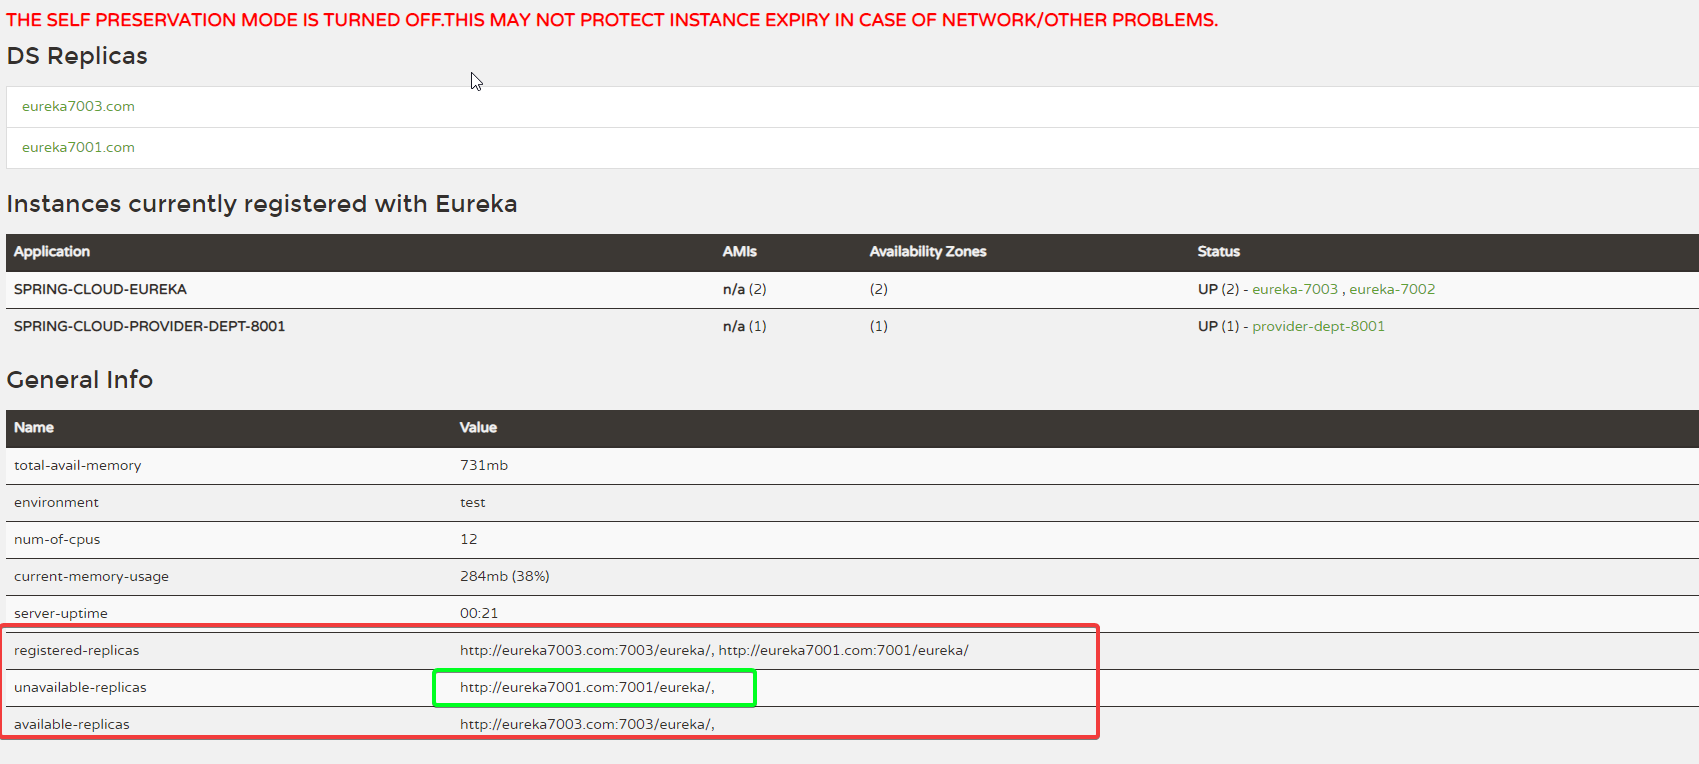 THE SELF PRESERVATION MODE IS TURNED OFF.THIS MAY NOT PROTECT INSTANCE EXPIRY IN CASE OF NETWORK/OTHER PROBLEMS.
DS Replicas
eureka7003.com
eureka7001.com
Instances currently registered with Eureka
Application AMIs Availability Zones Status
SPRING-CLOUD-EUREKA n/a (2) (2) UP (2) - eureka-7003 , eureka-7002
SPRING-CLOUD-PROVIDER-DEPT-8001 n/a (1) (1) UP (1) - provider-dept-8001
General Info
Name Value
total-avail-memory 731mb
environment test
num-of-cpus 12
current-memory-usage 284mb (38%)
server-uptime 00:21
registered-replicas http://eureka7003.com:7003/eureka/, http://eureka7001.com:7001/eureka/
unavailable-replicas http://eureka7001.com:7001/eureka/,
available-replicas http://eureka7003.com:7003/eureka/,